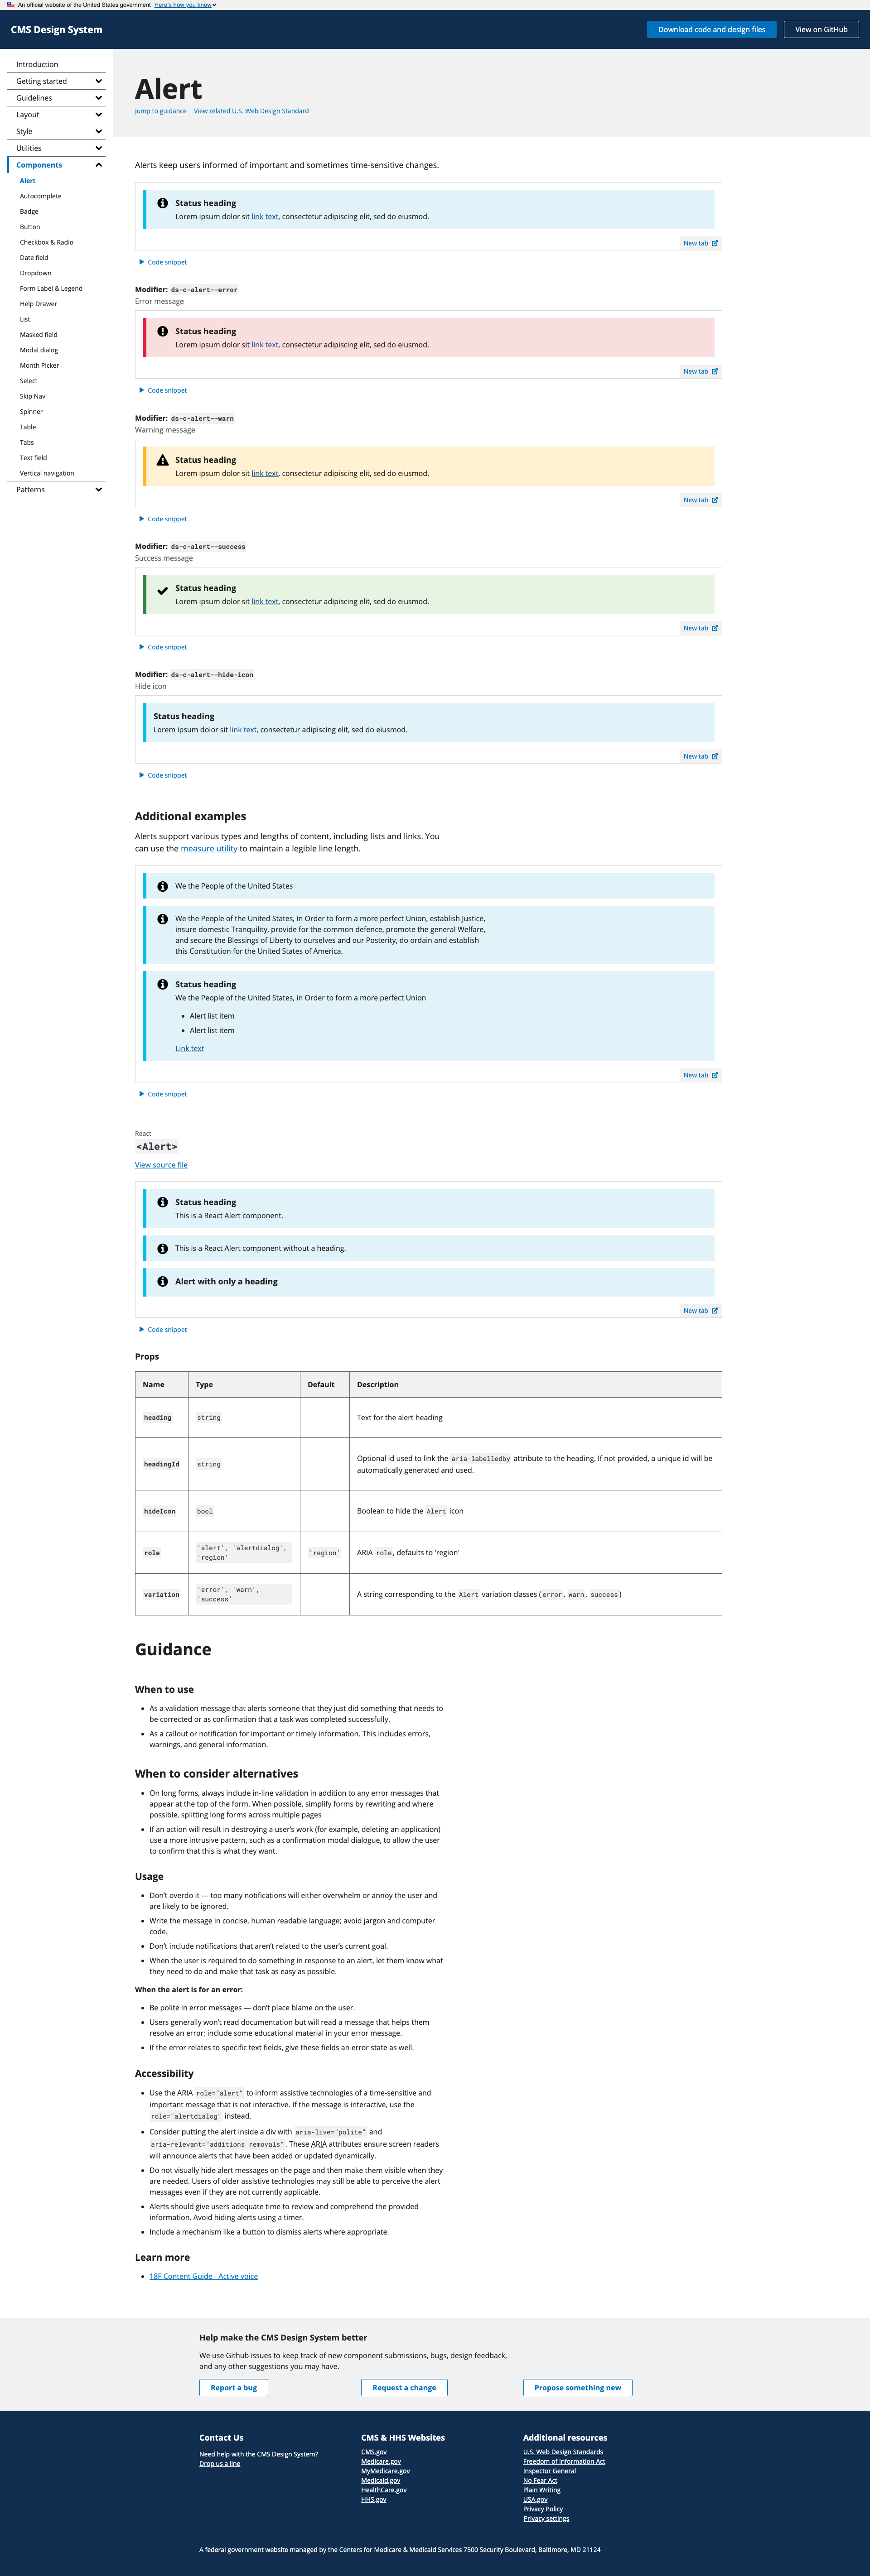 An official website of the United States government Here's how you know
CMS Design System
Download code and design files
View on GitHub
Introduction
Getting started
Guidelines
Layout
Style
Utilities
Components
Alert
Autocomplete
Badge
Button
Checkbox & Radio
Date field
Dropdown
Form Label & Legend
Help Drawer
List
Masked field
Modal dialog
Month Picker
Select
Skip Nav
Spinner
Table
Tabs
Text field
Vertical navigation
Patterns
Alert
Jump to guidance View related U.S. Web Design Standard
Alerts keep users informed of important and sometimes time-sensitive changes.
Status heading
Lorem ipsum dolor sit link text, consectetur adipiscing elit, sed do eiusmod.
New tab
Code snippet
Modifier: ds-c-alert--error
Error message
Status heading
Lorem ipsum dolor sit link text, consectetur adipiscing elit, sed do eiusmod.
New tab
Code snippet
Modifier: ds-c-alert--warn
Warning message
Status heading
Lorem ipsum dolor sit link text, consectetur adipiscing elit, sed do eiusmod.
New tab
Code snippet
Modifier: ds-c-alert--success
Success message
Status heading
Lorem ipsum dolor sit link text, consectetur adipiscing elit, sed do eiusmod.
New tab
Code snippet
Modifier: ds-c-alert--hide-icon
Hide icon
Status heading
Lorem ipsum dolor sit link text, consectetur adipiscing elit, sed do eiusmod.
New tab
Code snippet
Additional examples
Alerts support various types and lengths of content, including lists and links. You
can use the measure utility to maintain a legible line length.
We the People of the United States
We the People of the United States, in Order to form a more perfect Union, establish Justice,
insure domestic Tranquility, provide for the common defence, promote the general Welfare,
and secure the Blessings of Liberty to ourselves and our Posterity, do ordain and establish
this Constitution for the United States of America.
Status heading
We the People of the United States, in Order to form a more perfect Union
• Alert list item
• Alert list item
Link text
New tab
Code snippet
React
<Alert>
View source file
Status heading
This is a React Alert component.
This is a React Alert component without a heading.
Alert with only a heading
New tab
Code snippet
Props
Name Type Default Description
heading string Text for the alert heading
headingId string Optional id used to link the aria-labelledby attribute to the heading. If not provided, a unique id will be
automatically generated and used.
hideIcon bool Boolean to hide the Alert icon
role 'alert', 'alertdialog', 'region' 'region' ARIA role, defaults to 'region'
variation 'error', 'warn', 'success' A string corresponding to the Alert variation classes (error, warn, success)
Guidance
When to use
• As a validation message that alerts someone that they just did something that needs to
be corrected or as confirmation that a task was completed successfully.
• As a callout or notification for important or timely information. This includes errors,
warnings, and general information.
When to consider alternatives
• On long forms, always include in-line validation in addition to any error messages that
appear at the top of the form. When possible, simplify forms by rewriting and where
possible, splitting long forms across multiple pages
• If an action will result in destroying a user's work (for example, deleting an application)
use a more intrusive pattern, such as a confirmation modal dialogue, to allow the user
to confirm that this is what they want.
Usage
• Don't overdo it — too many notifications will either overwhelm or annoy the user and
are likely to be ignored.
• Write the message in concise, human readable language; avoid jargon and computer
code.
• Don't include notifications that aren't related to the user's current goal.
• When the user is required to do something in response to an alert, let them know what
they need to do and make that task as easy as possible.
When the alert is for an error:
• Be polite in error messages — don't place blame on the user.
• Users generally won't read documentation but will read a message that helps them
resolve an error; include some educational material in your error message.
• If the error relates to specific text fields, give these fields an error state as well.
Accessibility
• Use the ARIA role="alert" to inform assistive technologies of a time-sensitive and
important message that is not interactive. If the message is interactive, use the
role="alertdialog" instead.
• Consider putting the alert inside a div with aria-live="polite" and
aria-relevant="additions removals". These ARIA attributes ensure screen readers
will announce alerts that have been added or updated dynamically.
• Do not visually hide alert messages on the page and then make them visible when they
are needed. Users of older assistive technologies may still be able to perceive the alert
messages even if they are not currently applicable.
• Alerts should give users adequate time to review and comprehend the provided
information. Avoid hiding alerts using a timer.
• Include a mechanism like a button to dismiss alerts where appropriate.
Learn more
• 18F Content Guide - Active voice
Help make the CMS Design System better
We use Github issues to keep track of new component submissions, bugs, design feedback,
and any other suggestions you may have.
Report a bug
Request a change
Propose something new
Contact Us
Need help with the CMS Design System?
Drop us a line
CMS & HHS Websites
CMS.gov
Medicare.gov
MyMedicare.gov
Medicaid.gov
HealthCare.gov
HHS.gov
Additional resources
U.S. Web Design Standards
Freedom of Information Act
Inspector General
No Fear Act
Plain Writing
USA.gov
Privacy Policy
Privacy settings
A federal government website managed by the Centers for Medicare & Medicaid Services 7500 Security Boulevard, Baltimore, MD 21124